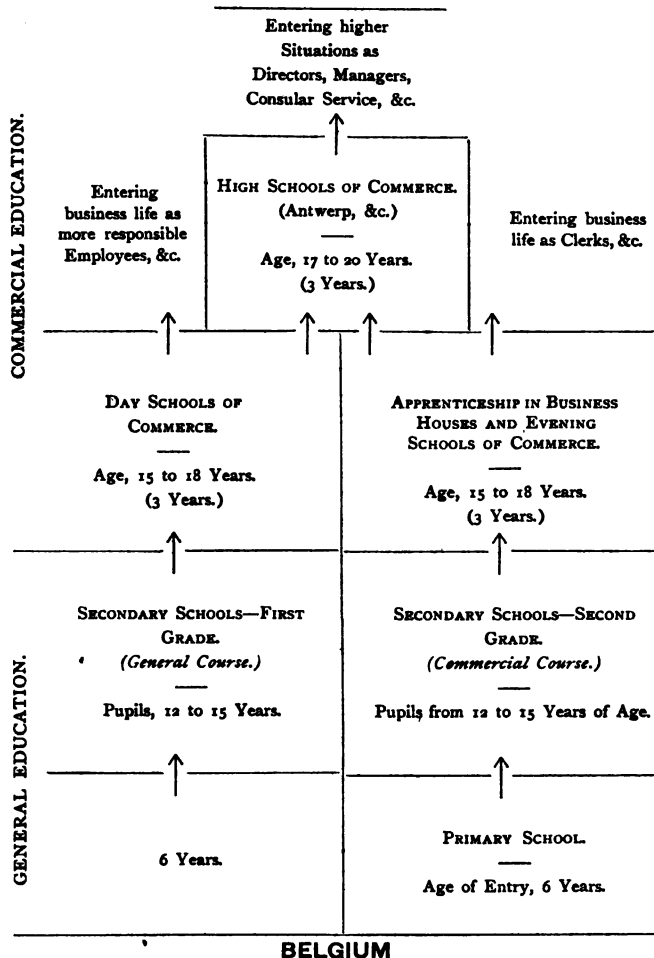 Entering higher
Situations as
Directors, Managers,
Consular Service, &c.
COMMERCIAL EDUCATION.
Entering
business life as
more responsible
Employees, &c.
HIGH SCHOOLS OF COMMERCE.
(Antwerp, &c.)
Age, 17 to 20 Years.
(3 Years.)
Entering business
life as Clerks, &c.
DAY SCHOOLS OF
COMMERCE.
Age, 15 to 18 Years.
(3 Years.)
APPRENTICESHIP IN BUSINESS
HOUSES AND EVENING
SCHOOLS OF COMMERCE.
Age, 15 to 18 Years.
(3 Years.)
GENERAL EDUCATION.
SECONDARY SCHOOLS—FIRST
GRADE.
(General Course.)
Pupils, 12 to 15 Years.
SECONDARY SCHOOLS—SECOND
GRADE.
(Commercial Course.)
Pupils from 12 to 15 Years of Age.
6 Years.
PRIMARY SCHOOL.
Age of Entry, 6 Years.
BELGIUM